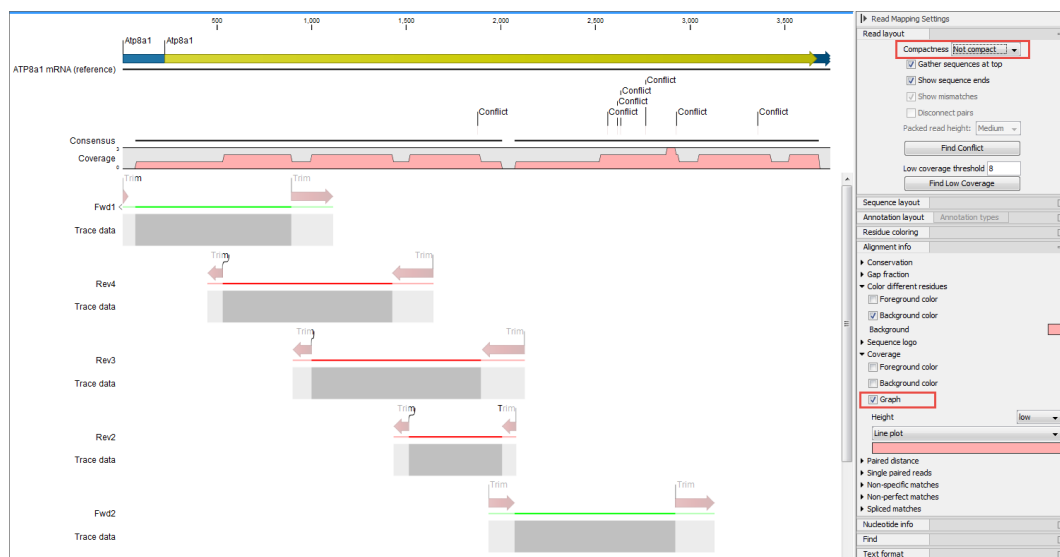 500
1,000
1,500
2,000
2,500
3,000
3,500
Atp8a1
Atp8a1
ATP8a1 mRNA (reference)
Conflict
Conflict
Conflict
Conflict
Conflict
Conflict
Conflict
Consensus
Coverage
0
Trim
Trim
Fwd1
Trace data
Trim
Trim
Rev4
Trace data
Trim
Trim
Rev3
Trace data
Trim
Trim
Rev2
Trace data
Trim
Trim
Fwd2
Trace data
Read Mapping Settings
Read layout
Compactness Not compact
Gather sequences at top
Show sequence ends
Show mismatches
Disconnect pairs
Packed read height: Medium
Find Conflict
Low coverage threshold 8
Find Low Coverage
Sequence layout
Annotation layout Annotation types
Residue coloring
Alignment info
Conservation
Gap fraction
Color different residues
Foreground color
Background color
Background
Sequence logo
Coverage
Foreground color
Background color
Graph
Height low
Line plot
Paired distance
Single paired reads
Non-specific matches
Non-perfect matches
Spliced matches
Nucleotide info
Find
Text format